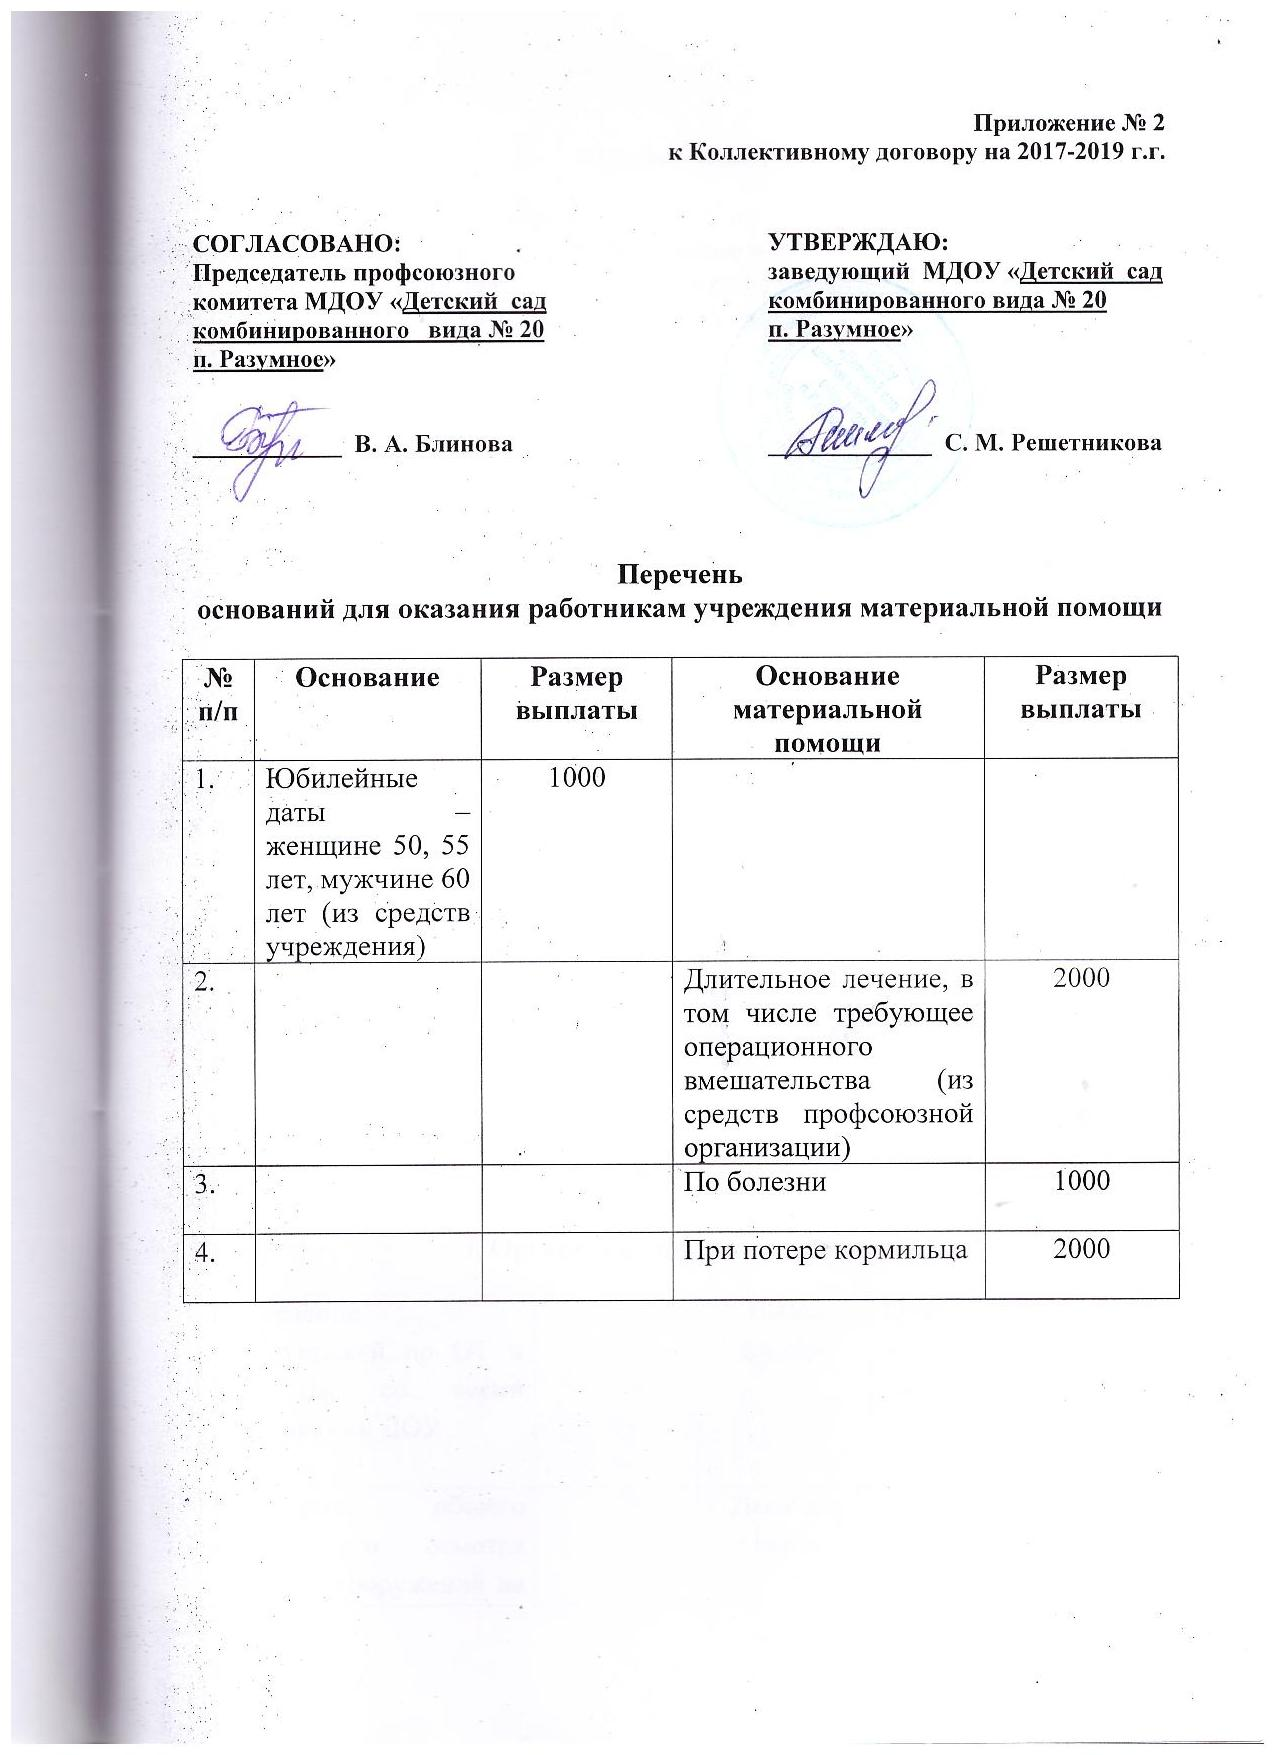 Приложение № 2
к Коллективному договору на 2017-2019 г.г.
СОГЛАСОВАНО:
Председатель профсоюзного
комитета МДОУ «Детский сад
комбинированного вида № 20
п. Разумное»
В. А. Блинова
УТВЕРЖДАЮ:
заведующий МДОУ «Детский сад
комбинированного вида № 20
п. Разумное»
С. М. Решетникова
Перечень
оснований для оказания работникам учреждения материальной помощи
№
п/п
Основание
Размер
выплаты
Основание
материальной
помощи
Размер
выплаты
1.
Юбилейные
даты –
женщине 50, 55
лет, мужчине 60
лет (из средств
учреждения)
1000
2.
Длительное лечение, в
том числе требующее
операционного
вмешательства (из
средств профсоюзной
организации)
2000
3.
По болезни
1000
4.
При потере кормильца
2000